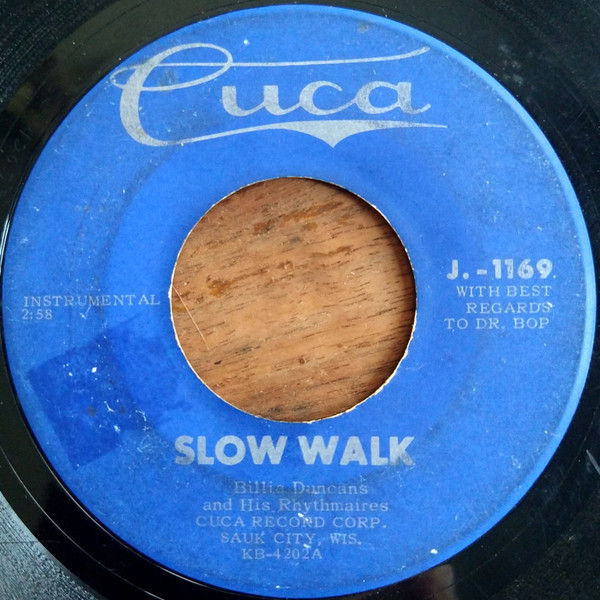 Cuca
INSTRUMENTAL
2:58
J.-1169
WITH BEST
REGARDS
TO DR. BOP
SLOW WALK
Billie Duncans
and His Rhythmaires
CUCA RECORD CORP.
SAUK CITY, WIS.
KB-4202A